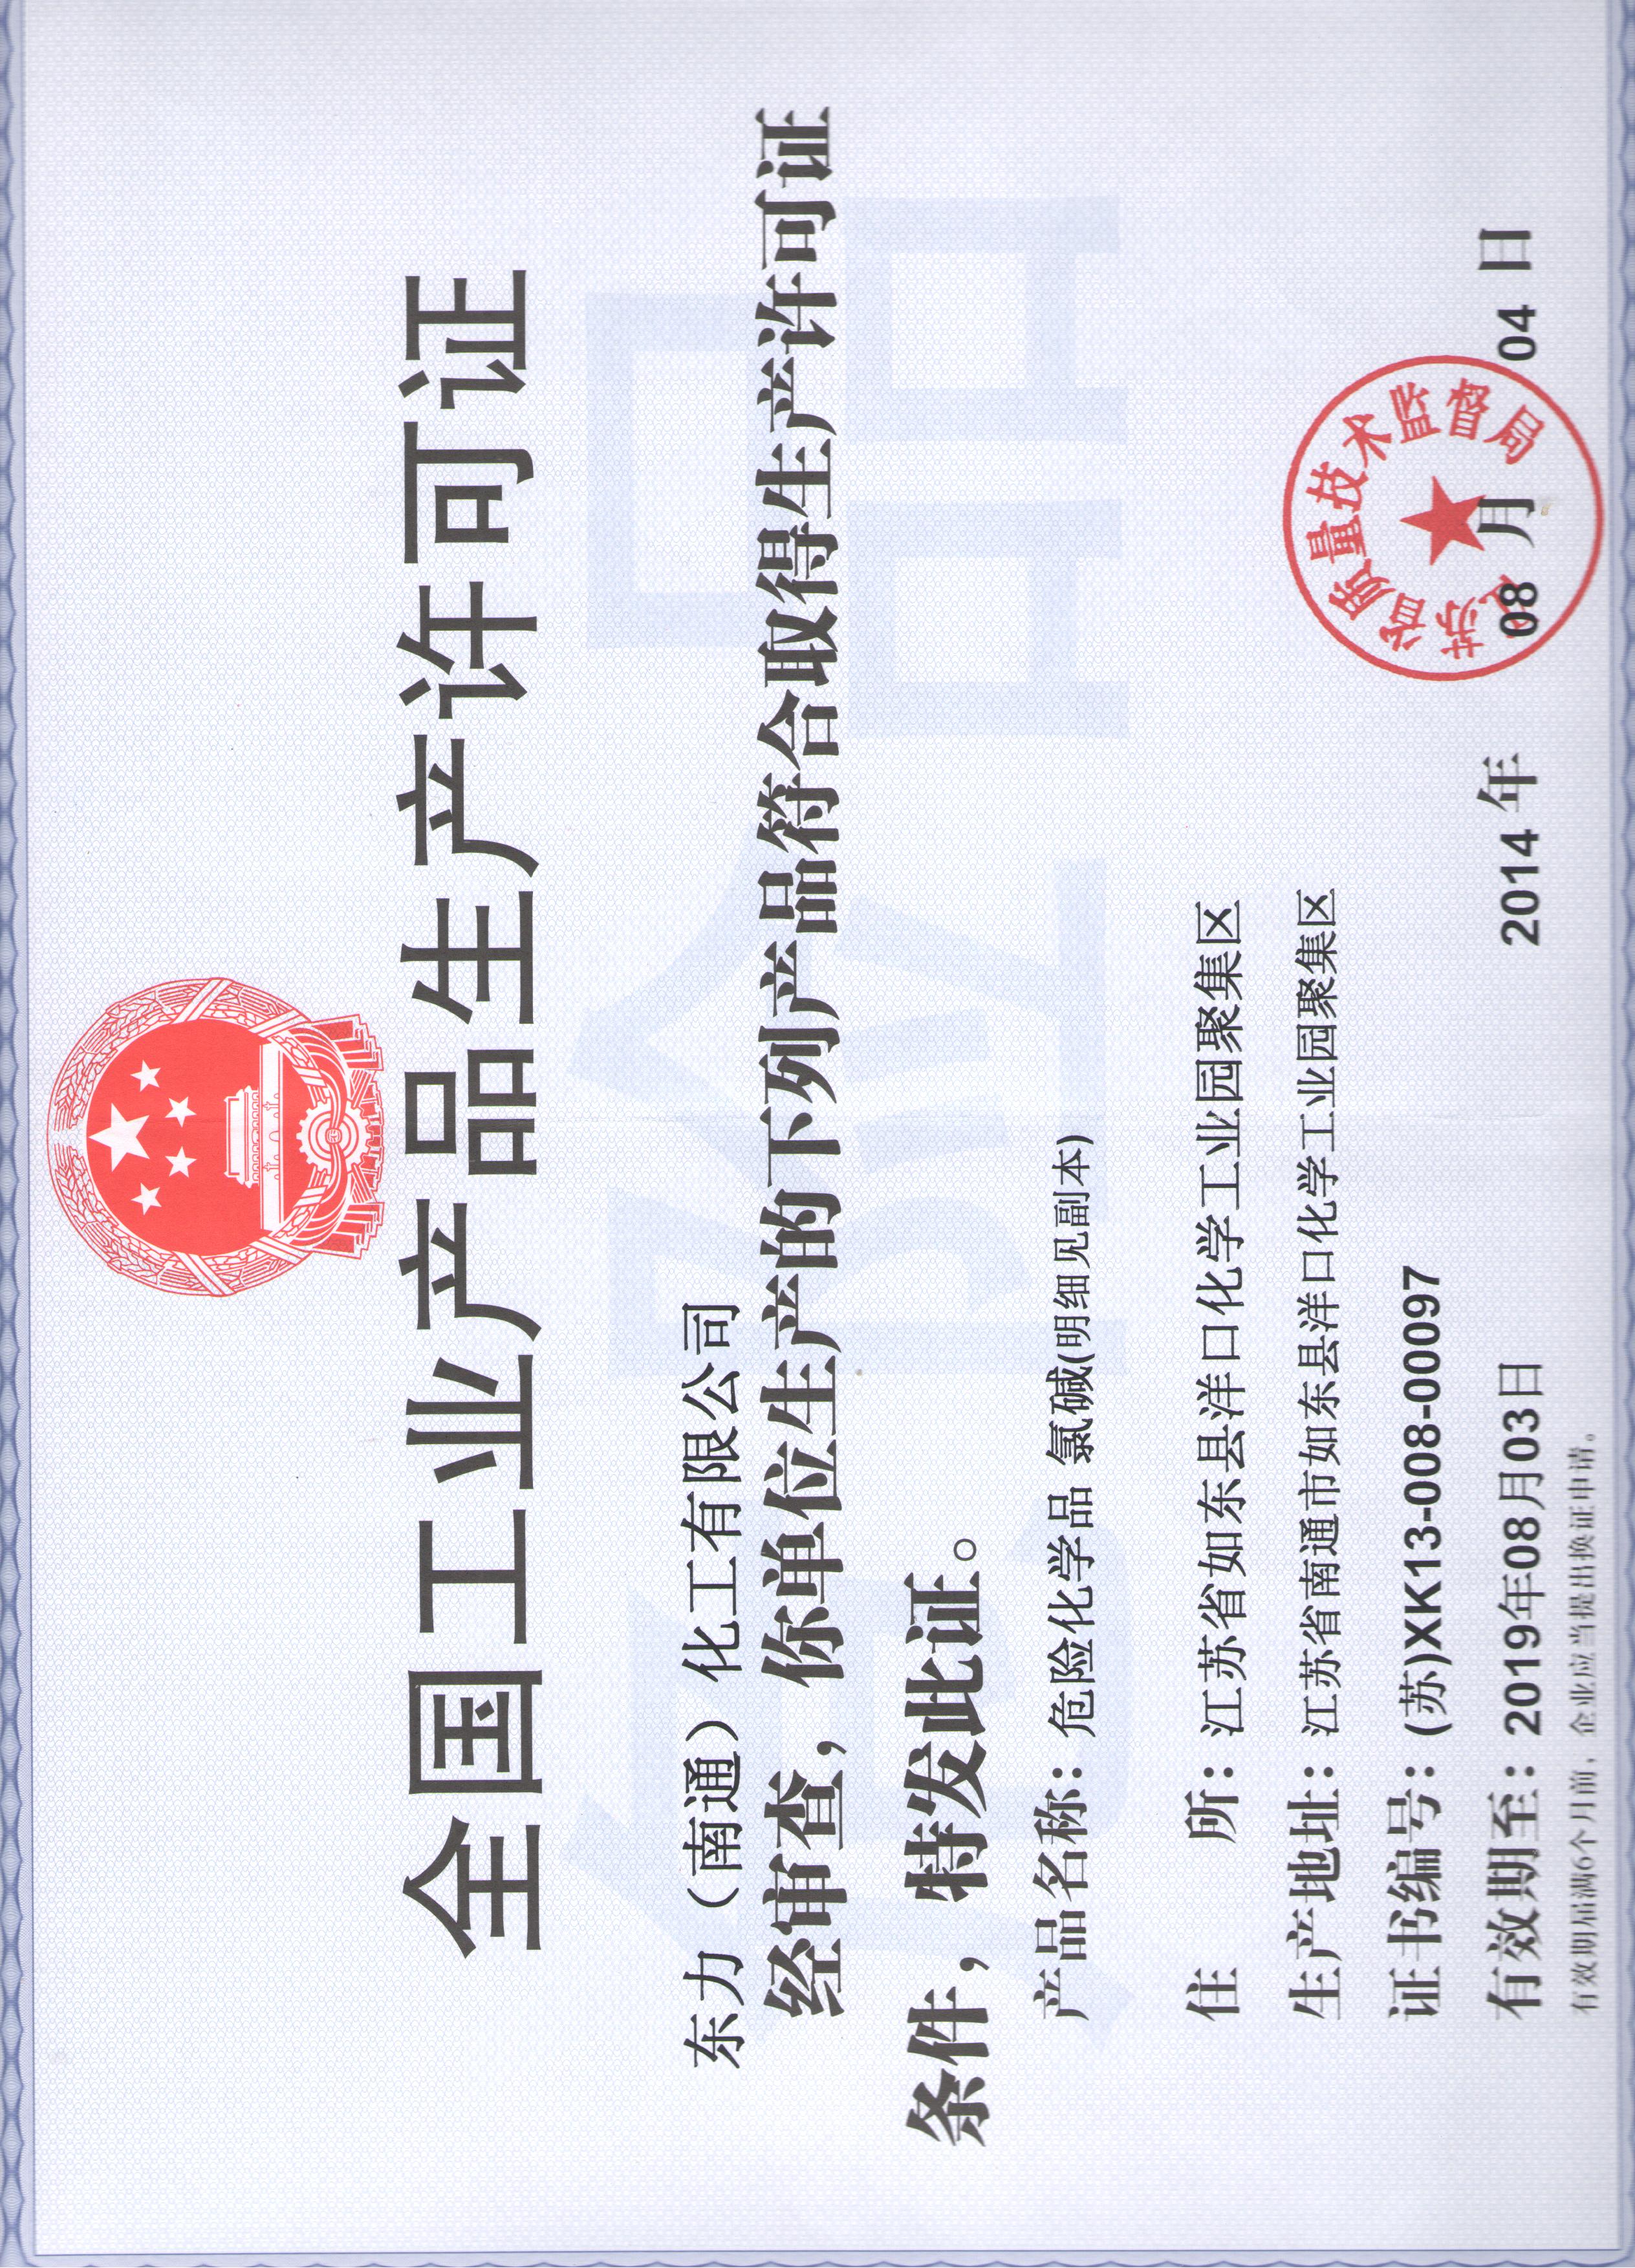 全国工业产品生产许可证
东力（南通）化工有限公司
经审查，你单位生产的下列产品符合取得生产许可证
条件，特发此证。
产品名称：危险化学品 氯碱(明细见副本)
住 所：江苏省如东县洋口化学工业园聚集区
生产地址：江苏省南通市如东县洋口化学工业园聚集区
证书编号：(苏)XK13-008-00097
有效期至：2019年08月03日
2014 年 08 月 04 日
江苏省质量技术监督局
有效期届满6个月前，企业应当提出换证申请。